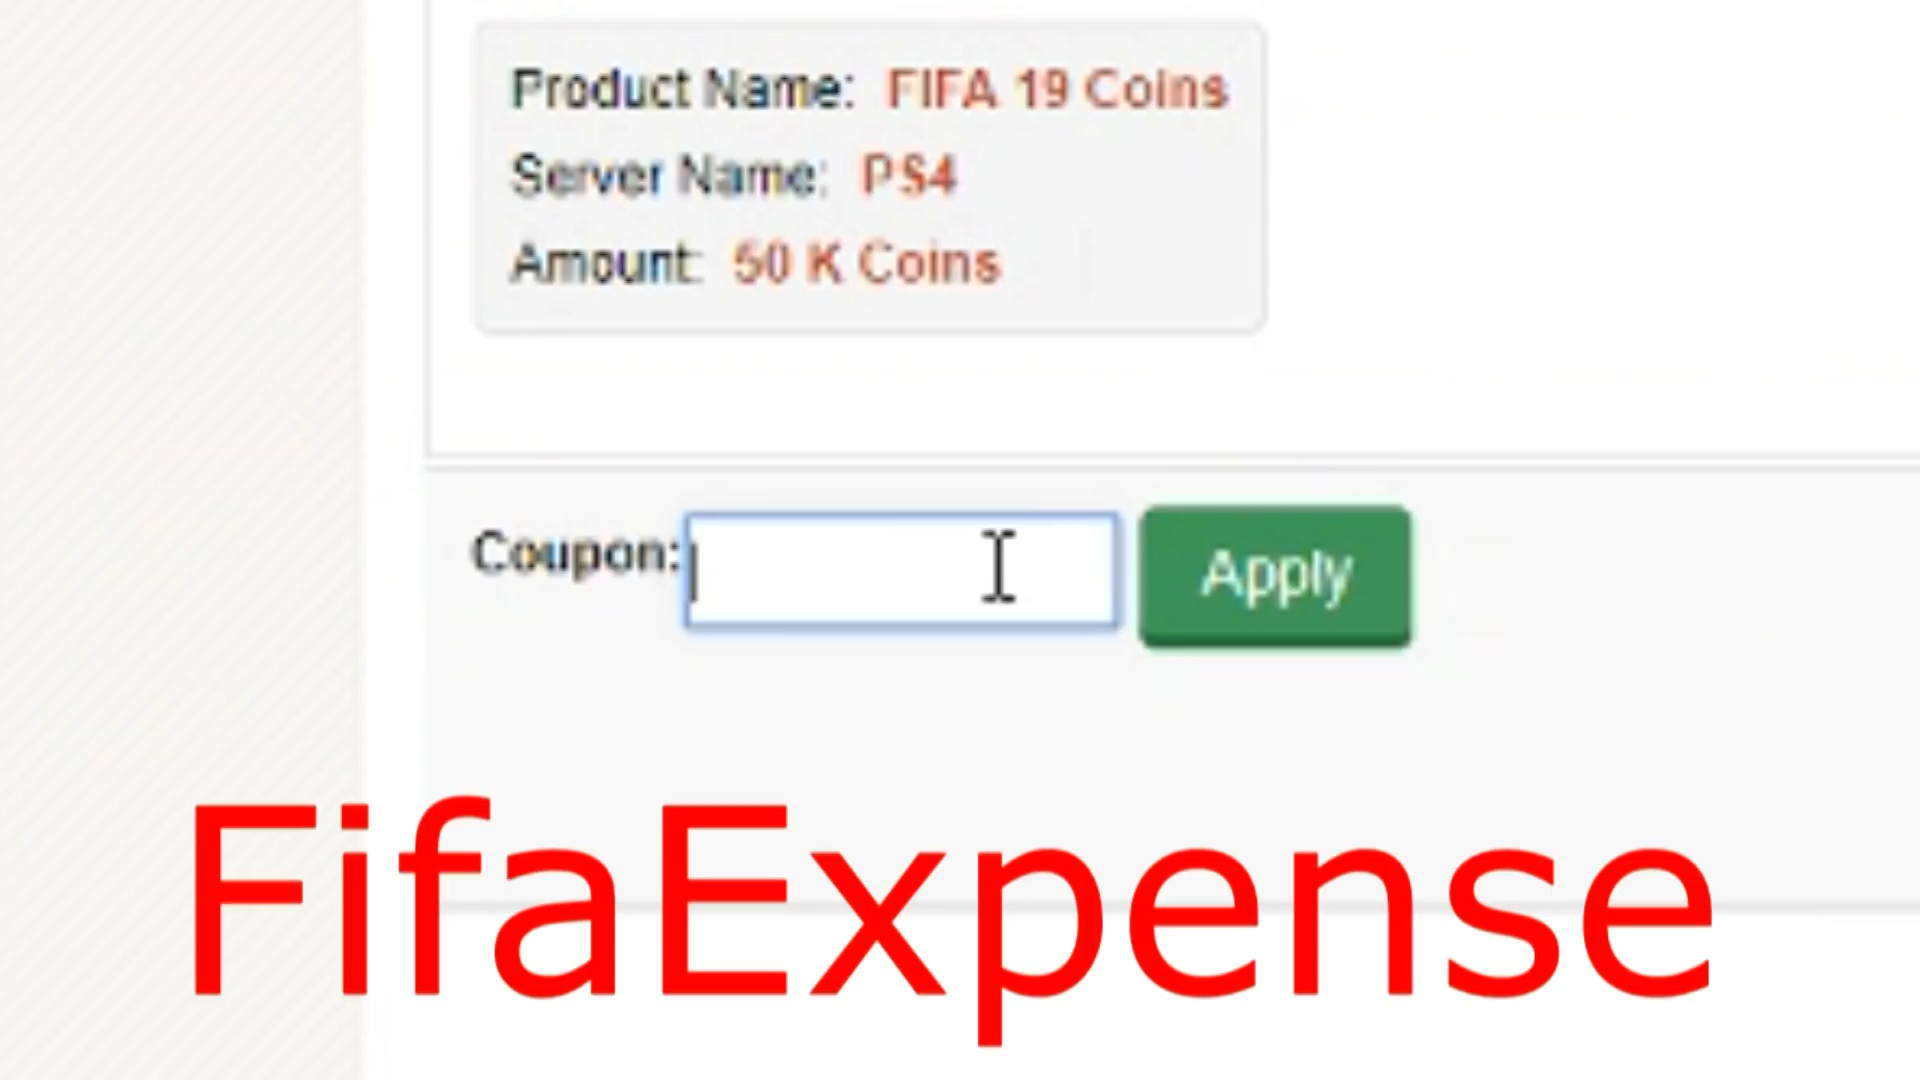 Product Name: FIFA 19 Coins
Server Name: PS4
Amount: 50 K Coins
Coupon:
Apply
FifaExpense